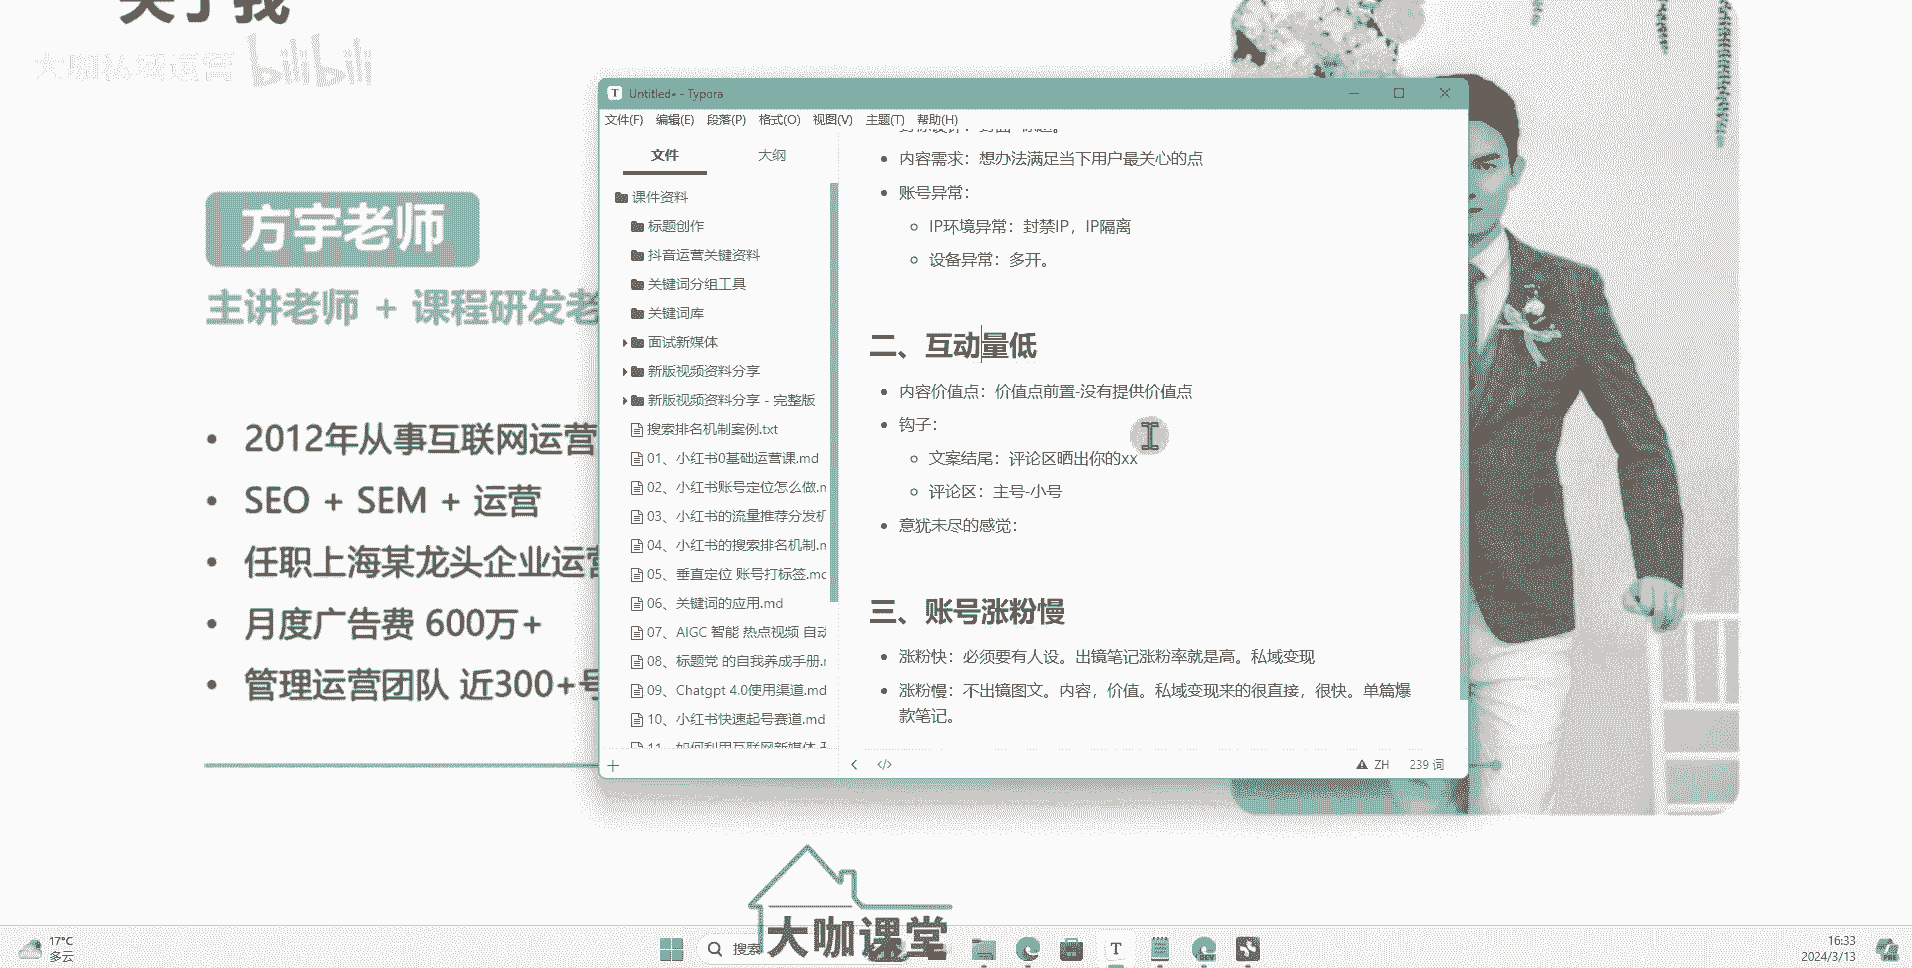 关于我
大咖私域运营 bilibili
方宇老师
主讲老师 + 课程研发老
2012年从事互联网运营
SEO + SEM + 运营
任职上海某龙头企业运营
月度广告费 600万+
管理运营团队 近300+号
Untitled• - Typora
文件(F) 编辑(E) 段落(P) 格式(O) 视图(V) 主题(T) 帮助(H)
文件 大纲
课件资料
标题创作
抖音运营关键资料
关键词分组工具
关键词库
面试新媒体
新版视频资料分享
新版视频资料分享 - 完整版
搜索排名机制案例.txt
01、小红书0基础运营课.md
02、小红书账号定位怎么做.m
03、小红书的流量推荐分发机
04、小红书的搜索排名机制.m
05、垂直定位 账号打标签.mc
06、关键词的应用.md
07、AIGC 智能 热点视频 自动
08、标题党 的自我养成手册.r
09、Chatgpt 4.0使用渠道.md
10、小红书快速起号赛道.md
11、如何利用互联网新媒体
内容需求：想办法满足当下用户最关心的点
账号异常：
IP环境异常：封禁IP，IP隔离
设备异常：多开。
二、互动量低
内容价值点：价值点前置-没有提供价值点
钩子：
文案结尾：评论区晒出你的xx
评论区：主号-小号
意犹未尽的感觉：
三、账号涨粉慢
涨粉快：必须要有人设。出镜笔记涨粉率就是高。私域变现
涨粉慢：不出镜图文。内容，价值。私域变现来的很直接，很快。单篇爆
款笔记。
ZH 239 词
大咖课堂
17°C
多云
搜索
16:33
2024/3/13